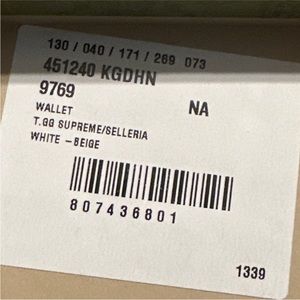 130 / 040 / 171 / 269 073
451240 KGDHN
9769 NA
WALLET
T.GG SUPREME/SELLERIA
WHITE -BEIGE
807436801
1339